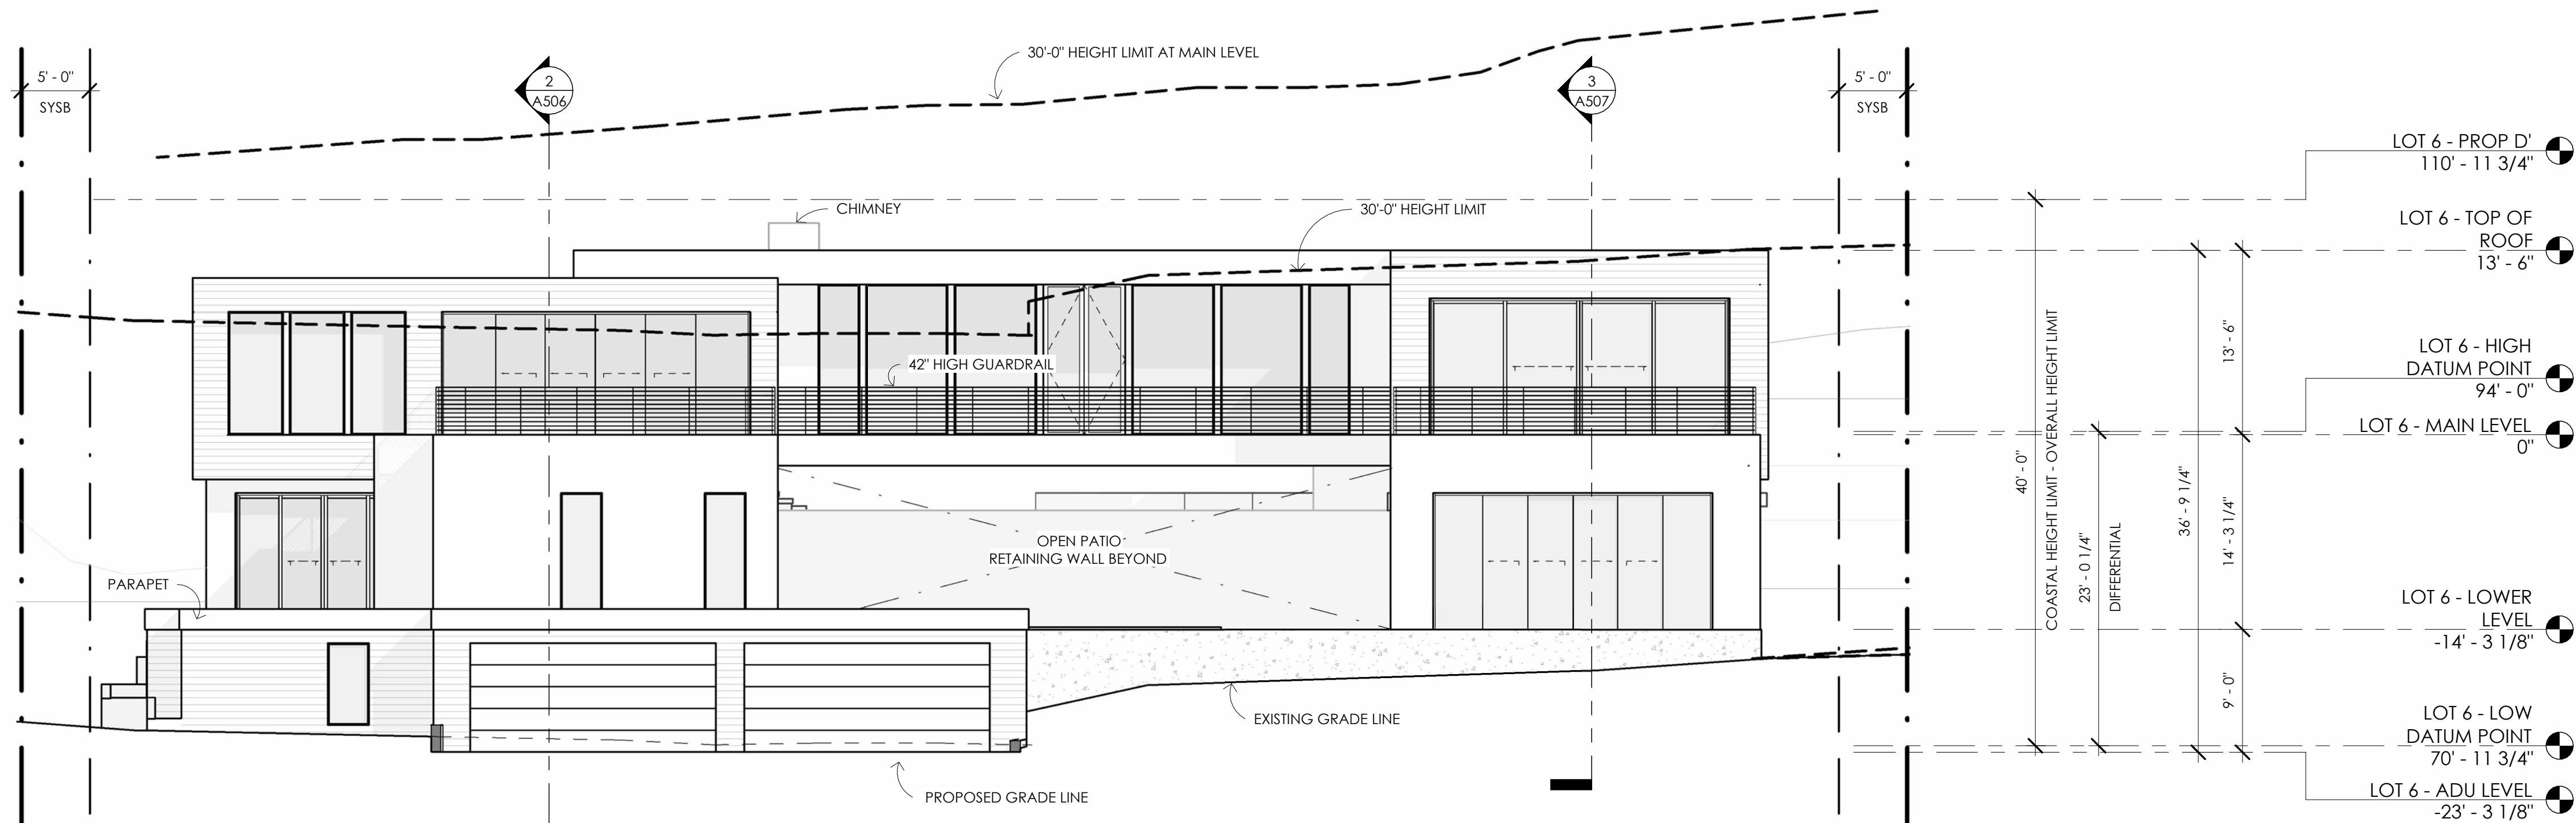 30'-0" HEIGHT LIMIT AT MAIN LEVEL
5' - 0"
SYSB
2
A506
3
A507
5' - 0"
SYSB
LOT 6 - PROP D'
110' - 11 3/4"
CHIMNEY
30'-0" HEIGHT LIMIT
LOT 6 - TOP OF
ROOF
13' - 6"
42" HIGH GUARDRAIL
LOT 6 - HIGH
DATUM POINT
94' - 0"
LOT 6 - MAIN LEVEL
0"
40' - 0"
COASTAL HEIGHT LIMIT - OVERALL HEIGHT LIMIT
23' - 0 1/4"
DIFFERENTIAL
36' - 9 1/4"
13' - 6"
14' - 3 1/4"
9' - 0"
OPEN PATIO
RETAINING WALL BEYOND
PARAPET
LOT 6 - LOWER
LEVEL
-14' - 3 1/8"
EXISTING GRADE LINE
LOT 6 - LOW
DATUM POINT
70' - 11 3/4"
PROPOSED GRADE LINE
LOT 6 - ADU LEVEL
-23' - 3 1/8"